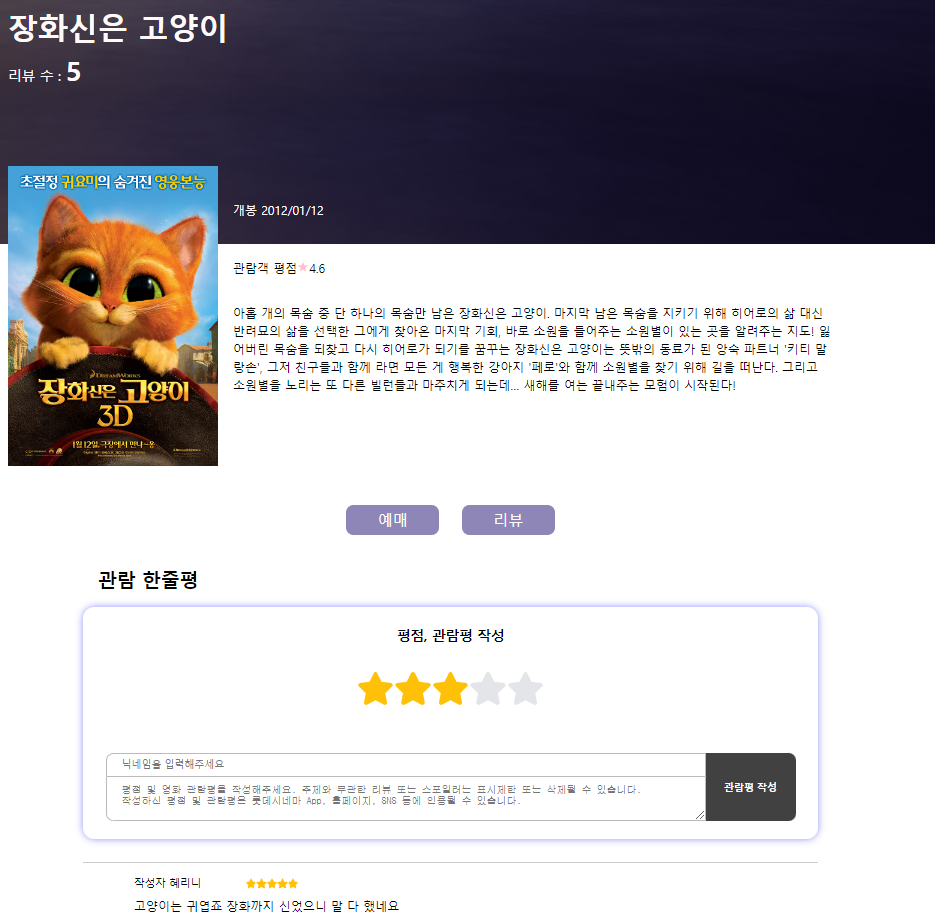 장화신은 고양이
리뷰 수 : 5
초절정 귀요미의 숨겨진 영웅본능
개봉 2012/01/12
관람객 평점★4.6
아홉 개의 목숨 중 단 하나의 목숨만 남은 장화신은 고양이. 마지막 남은 목숨을 지키기 위해 히어로의 삶 대신
반려묘의 삶을 선택한 그에게 찾아온 마지막 기회, 바로 소원을 들어주는 소원별이 있는 곳을 알려주는 지도! 잃
어버린 목숨을 되찾고 다시 히어로가 되기를 꿈꾸는 장화신은 고양이는 뜻밖의 동료가 된 앙숙 파트너 '키티 말
랑손', 그저 친구들과 함께 라면 모든 게 행복한 강아지 '페로'와 함께 소원별을 찾기 위해 길을 떠난다. 그리고
소원별을 노리는 또 다른 빌런들과 마주치게 되는데... 새해를 여는 끝내주는 모험이 시작된다!
DREAMWORKS
장화신은 고양이
3D
1월 12일, 극장에서 만나~옹
예매
리뷰
관람 한줄평
평점, 관람평 작성
닉네임을 입력해주세요
평점 및 영화 관람평를 작성해주세요. 주제와 무관한 리뷰 또는 스포일러는 표시제한 또는 삭제될 수 있습니다.
작성하신 평점 및 관람평은 롯데시네마 App, 홈페이지, SNS 등에 인용될 수 있습니다.
관람평 작성
작성자 혜리니
고양이는 귀엽죠 장화까지 신었으니 말 다 했네요